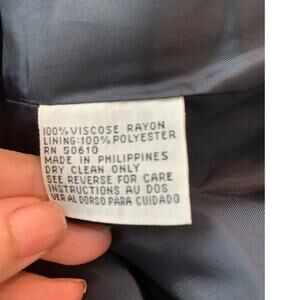 100% VISCOSE RAYON
LINING:100% POLYESTER
RN 50610
MADE IN PHILIPPINES
DRY CLEAN ONLY
SEE REVERSE FOR CARE
INSTRUCTIONS AU DOS
VER AL DORSO PARA CUIDADO